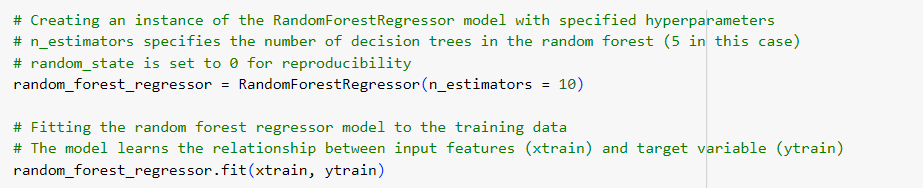 # Creating an instance of the RandomForestRegressor model with specified hyperparameters
# n_estimators specifies the number of decision trees in the random forest (5 in this case)
# random_state is set to 0 for reproducibility
random_forest_regressor = RandomForestRegressor(n_estimators = 10)
# Fitting the random forest regressor model to the training data
# The model learns the relationship between input features (xtrain) and target variable (ytrain)
random_forest_regressor.fit(xtrain, ytrain)